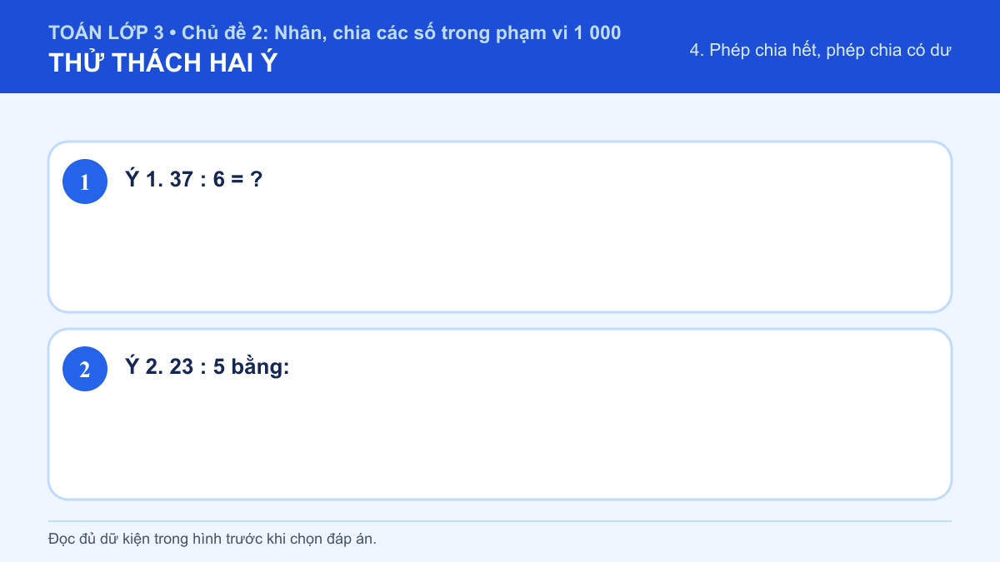 TOÁN LỚP 3 • Chủ đề 2: Nhân, chia các số trong phạm vi 1 000
THỬ THÁCH HAI Ý
4. Phép chia hết, phép chia có dư
1
Ý 1. 37 : 6 = ?
2
Ý 2. 23 : 5 bằng:
Đọc đủ dữ kiện trong hình trước khi chọn đáp án.